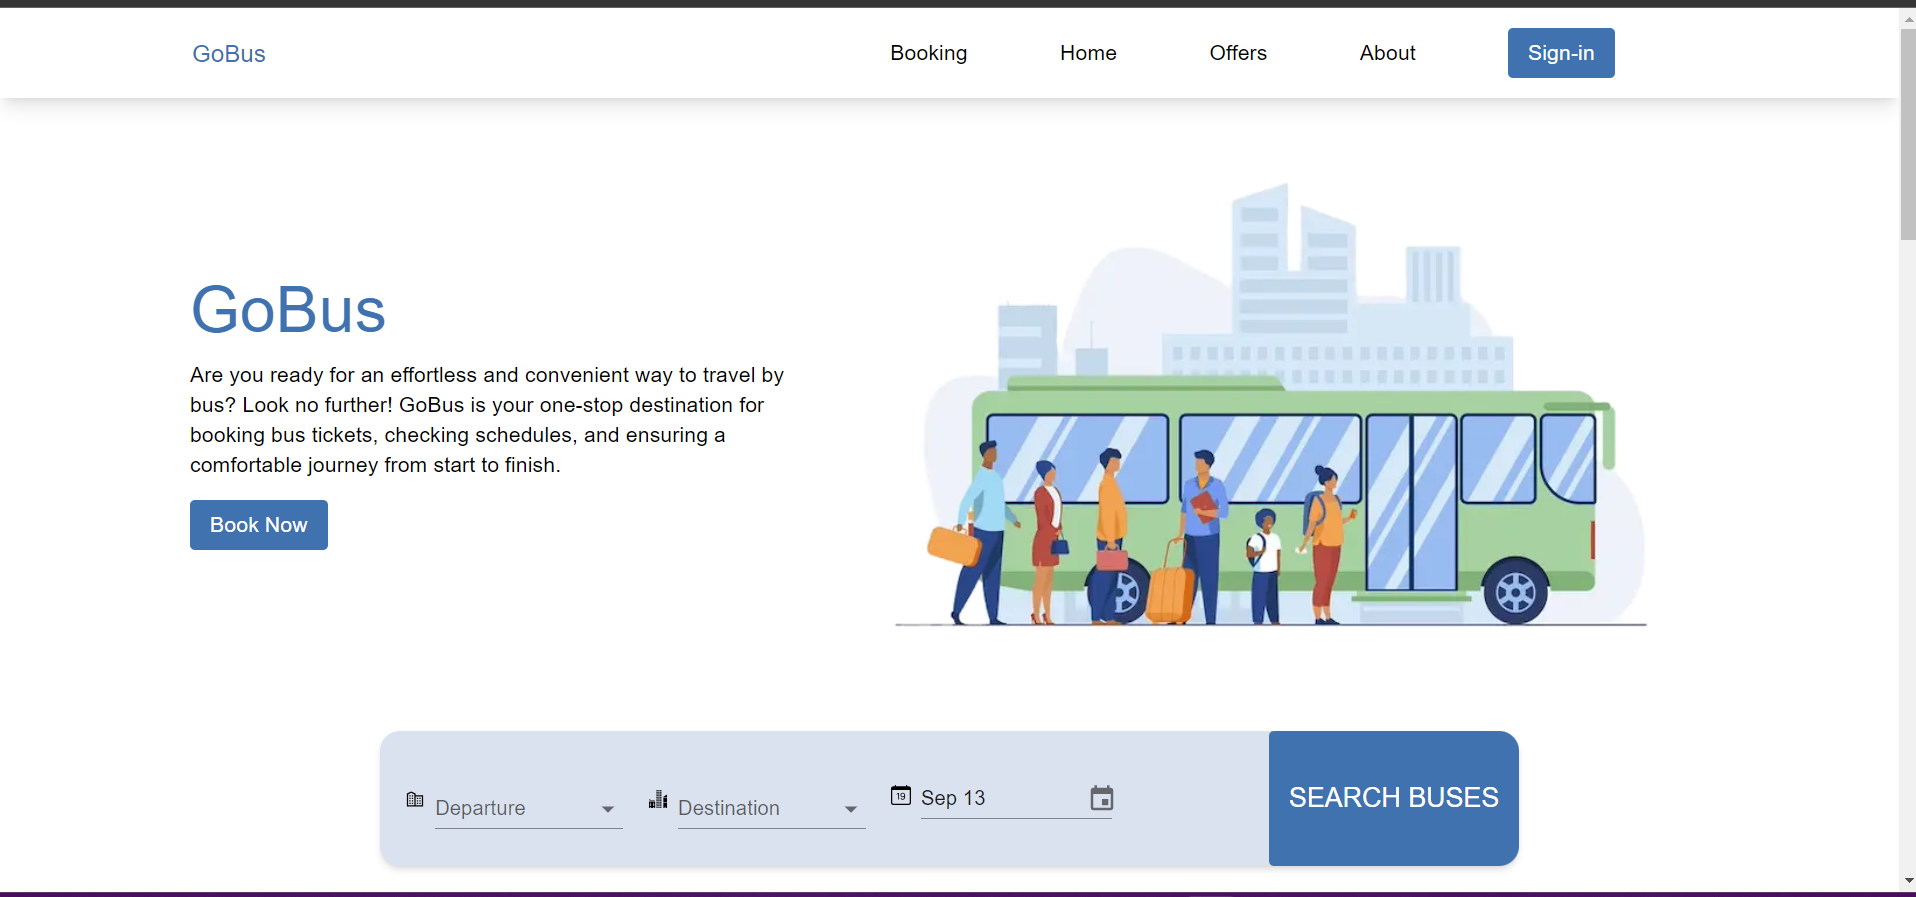 GoBus
Booking
Home
Offers
About
Sign-in
GoBus
Are you ready for an effortless and convenient way to travel by
bus? Look no further! GoBus is your one-stop destination for
booking bus tickets, checking schedules, and ensuring a
comfortable journey from start to finish.
Book Now
Departure
Destination
19
Sep 13
SEARCH BUSES